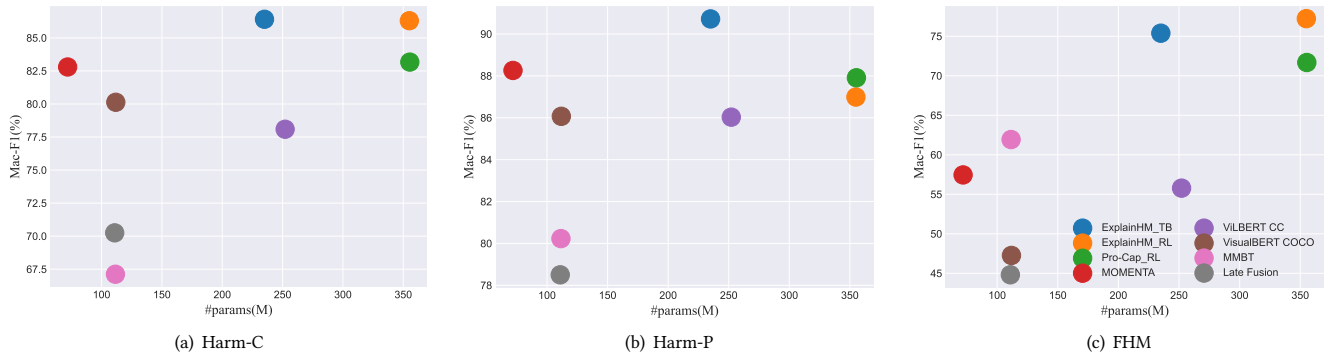 85.0
82.5
80.0
77.5
75.0
72.5
70.0
67.5
Mac-F1(%)
100 150 200 250 300 350
#params(M)
(a) Harm-C
90
88
86
84
82
80
78
Mac-F1(%)
100 150 200 250 300 350
#params(M)
(b) Harm-P
75
70
65
60
55
50
45
Mac-F1(%)
ExplainHM_TB
ExplainHM_RL
Pro-Cap_RL
MOMENTA
ViLBERT CC
VisualBERT COCO
MMBT
Late Fusion
100 150 200 250 300 350
#params(M)
(c) FHM